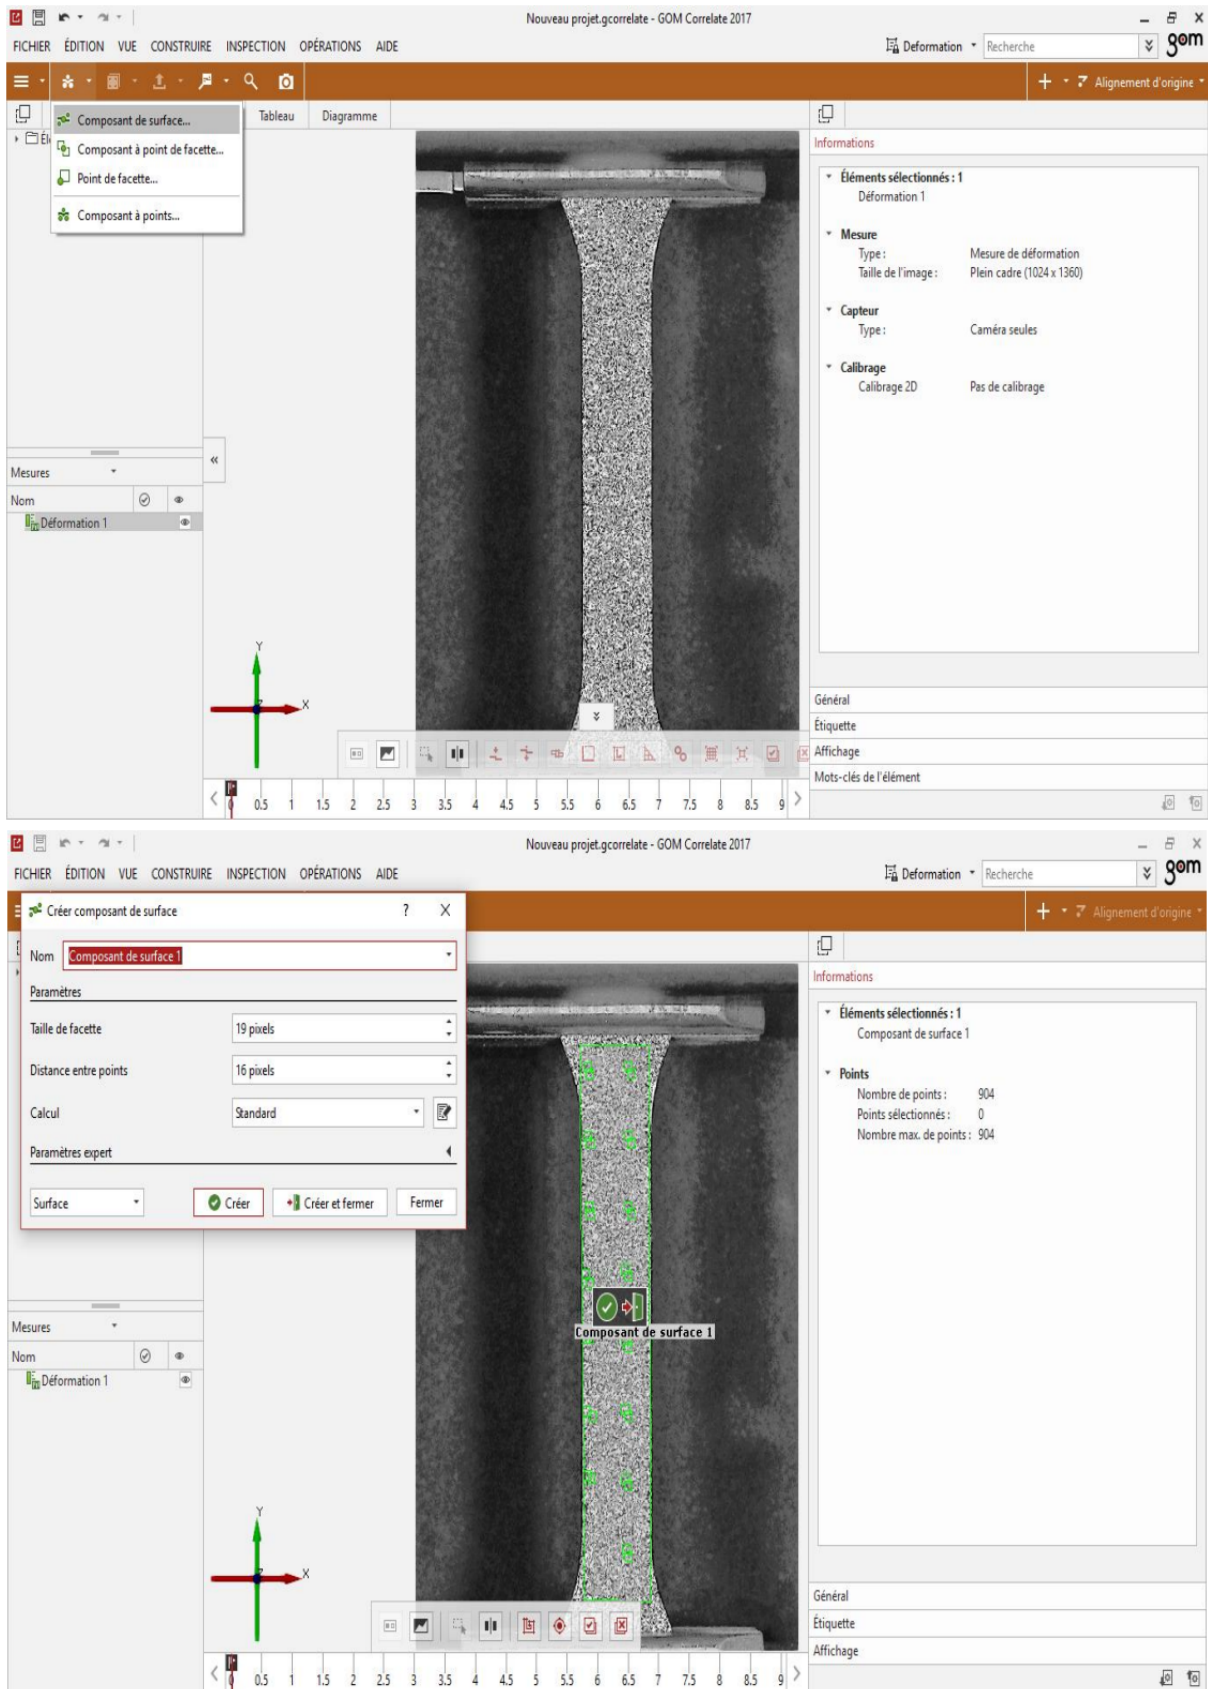 Nouveau projet.gcorrelate - GOM Correlate 2017
FICHIER ÉDITION VUE CONSTRUIRE INSPECTION OPÉRATIONS AIDE
Deformation Recherche gom
Alignement d'origine
Tableau Diagramme
Composant de surface...
Composant à point de facette...
Point de facette...
Composant à points...
Informations
Éléments sélectionnés : 1
Déformation 1
Mesure
Type : Mesure de déformation
Taille de l'image : Plein cadre (1024 x 1360)
Capteur
Type : Caméra seules
Calibrage
Calibrage 2D Pas de calibrage
Mesures
Nom
Déformation 1
Y
X
Général
Étiquette
Affichage
Mots-clés de l'élément
0 0.5 1 1.5 2 2.5 3 3.5 4 4.5 5 5.5 6 6.5 7 7.5 8 8.5 9
Nouveau projet.gcorrelate - GOM Correlate 2017
FICHIER ÉDITION VUE CONSTRUIRE INSPECTION OPÉRATIONS AIDE
Deformation Recherche gom
Alignement d'origine
Créer composant de surface ? X
Nom Composant de surface 1
Paramètres
Taille de facette 19 pixels
Distance entre points 16 pixels
Calcul Standard
Paramètres expert
Surface Créer Créer et fermer Fermer
Informations
Éléments sélectionnés : 1
Composant de surface 1
Points
Nombre de points : 904
Points sélectionnés : 0
Nombre max. de points : 904
Composant de surface 1
Mesures
Nom
Déformation 1
Y
X
Général
Étiquette
Affichage
0 0.5 1 1.5 2 2.5 3 3.5 4 4.5 5 5.5 6 6.5 7 7.5 8 8.5 9